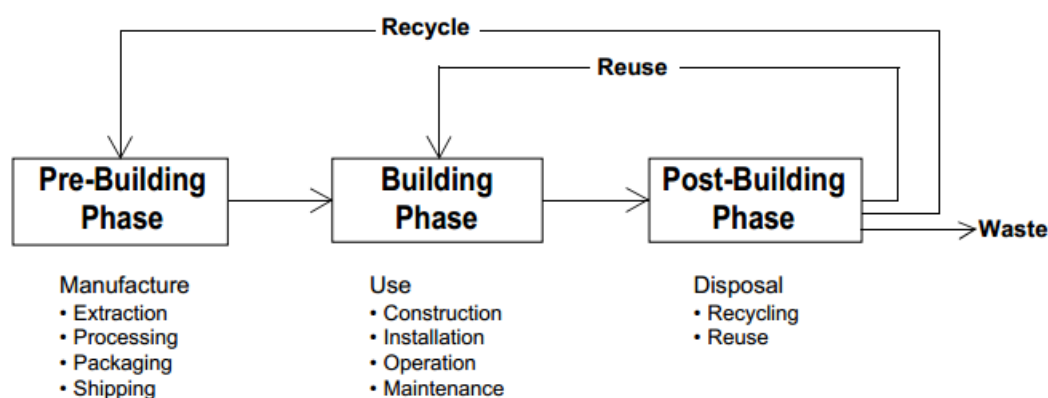 Recycle
Reuse
Pre-Building
Phase
Building
Phase
Post-Building
Phase
Waste
Manufacture
• Extraction
• Processing
• Packaging
• Shipping
Use
• Construction
• Installation
• Operation
• Maintenance
Disposal
• Recycling
• Reuse